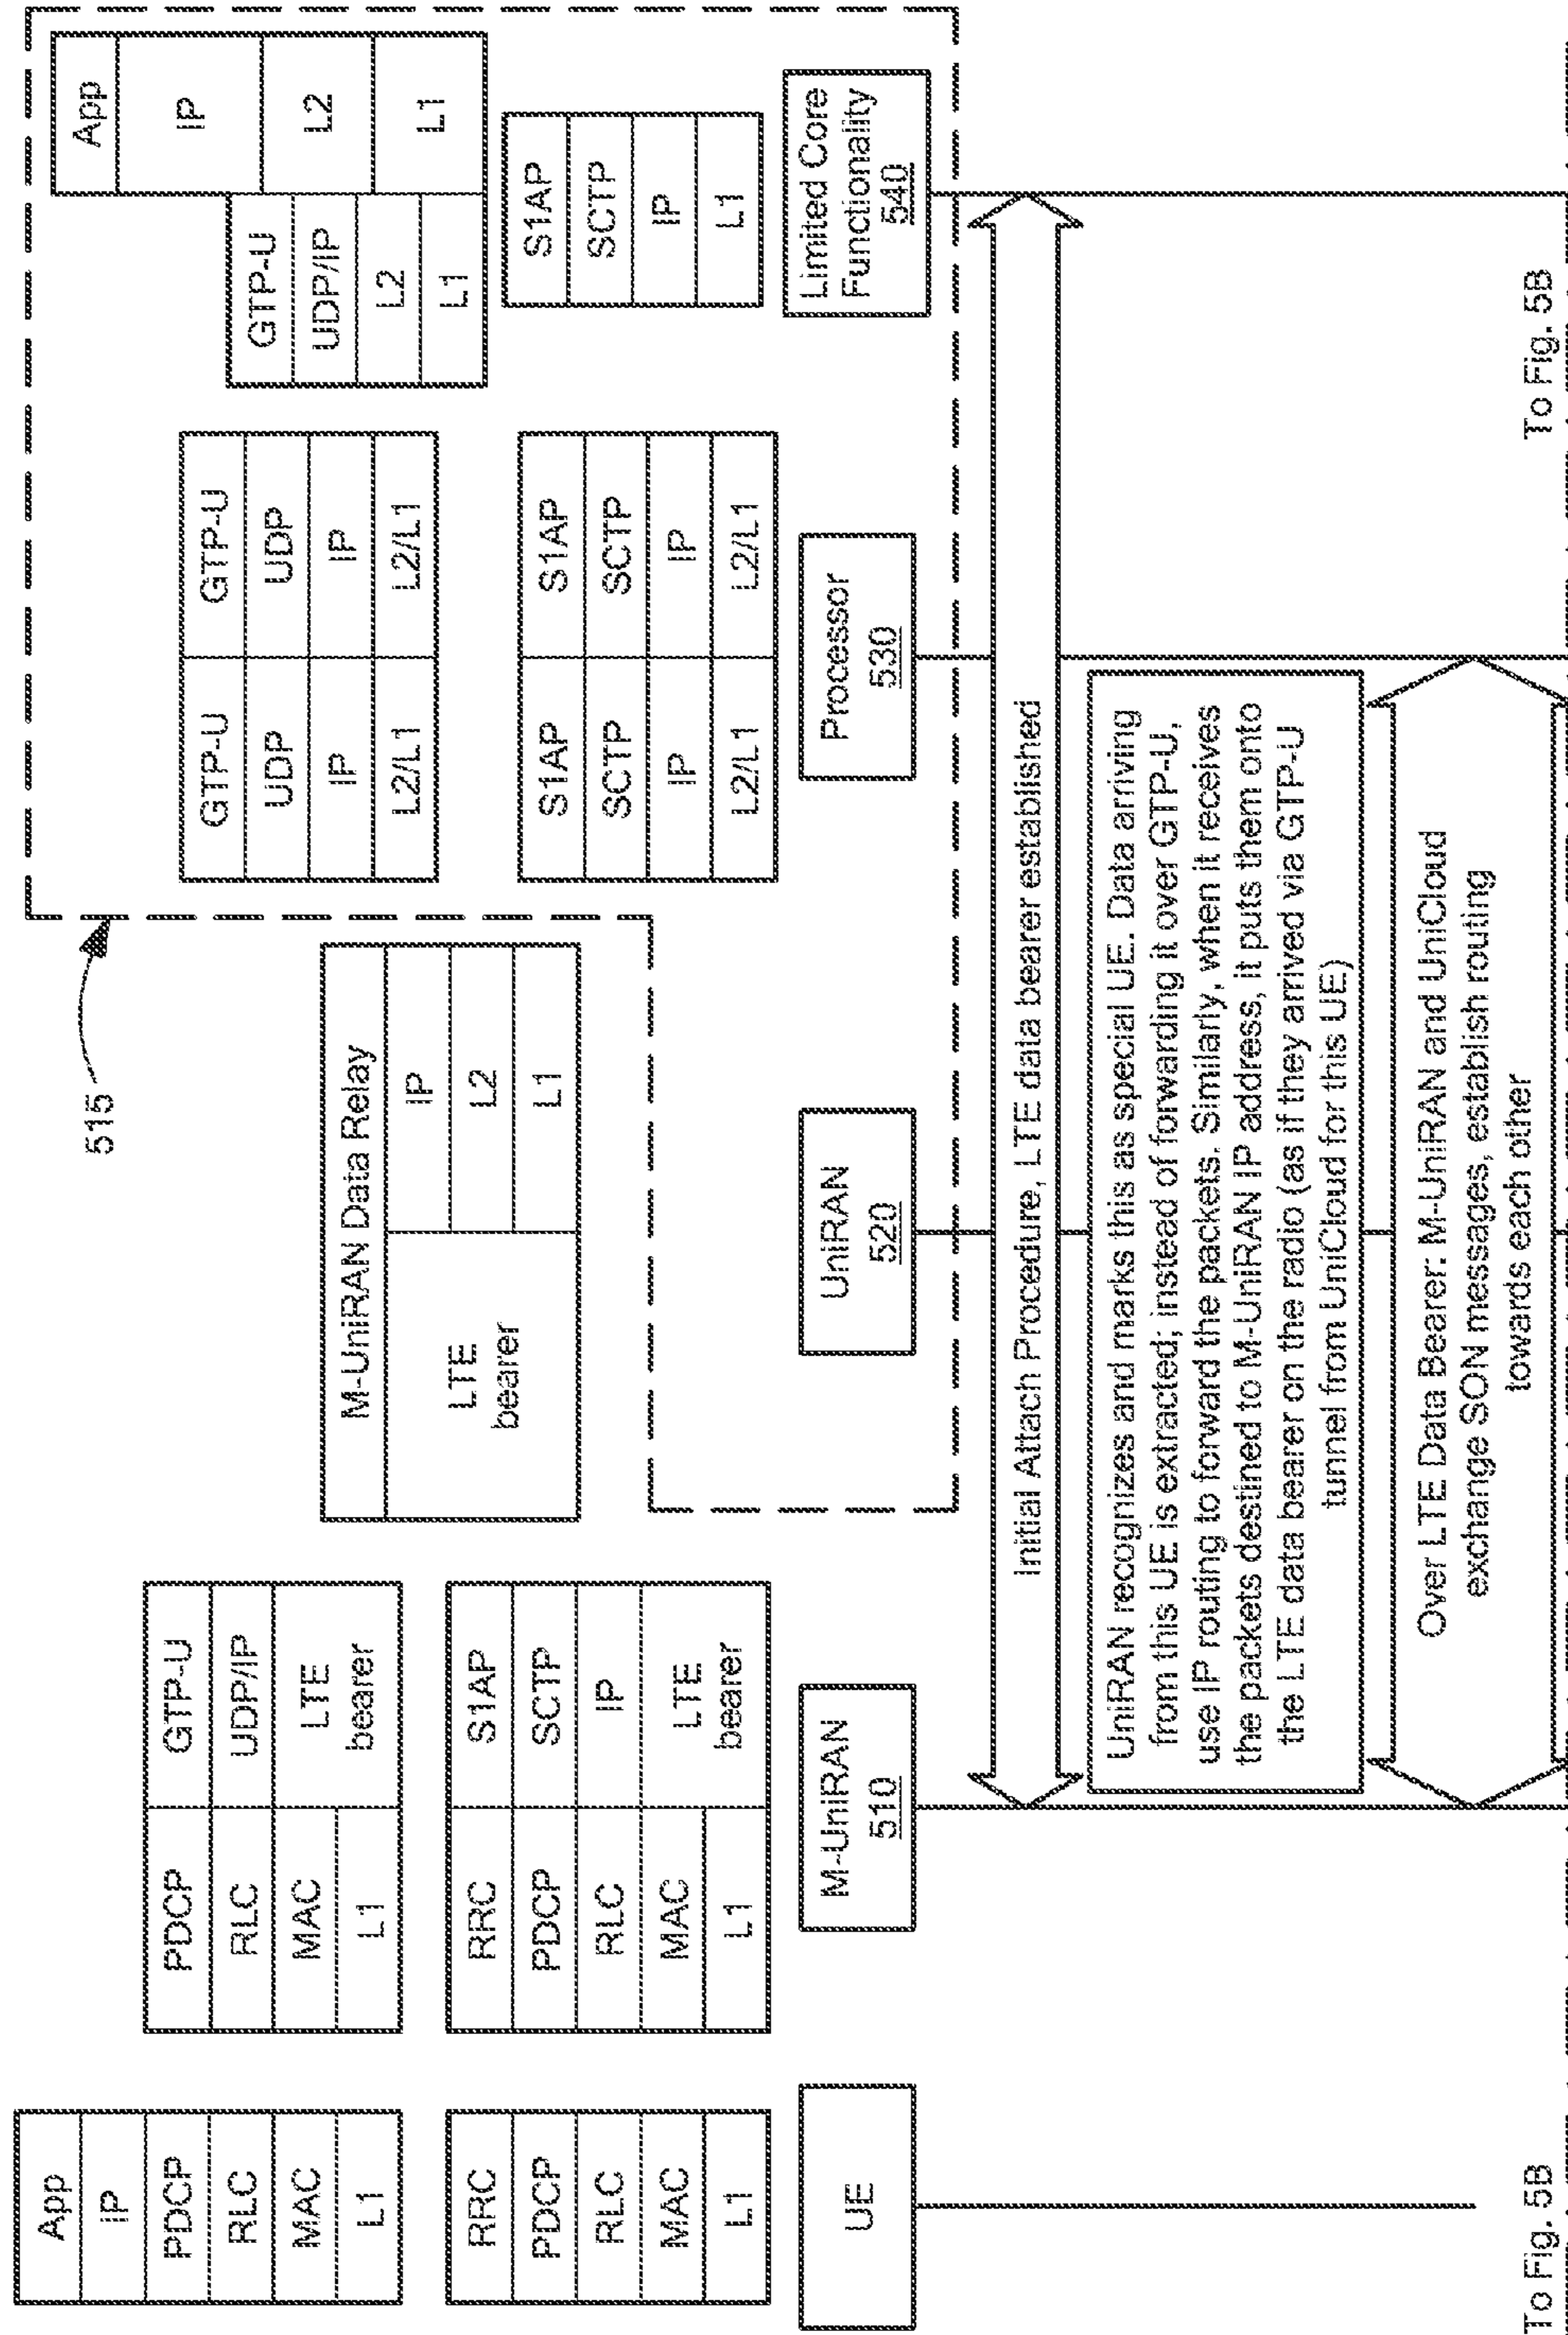 App
IP
PDCP
RLC
MAC
L1
RRC
PDCP
RLC
MAC
L1
UE
PDCP
GTP-U
RLC
UDP/IP
MAC
L1
LTE
bearer
RRC
S1AP
PDCP
SCTP
RLC
IP
MAC
L1
LTE
bearer
M-UniRAN
510
515
M-UniRAN Data Relay
LTE
bearer
IP
L2
L1
UniRAN
520
GTP-U
GTP-U
UDP
UDP
IP
IP
L2/L1
L2/L1
S1AP
S1AP
SCTP
SCTP
IP
IP
L2/L1
L2/L1
Processor
530
App
IP
L2
L1
GTP-U
UDP/IP
L2
L1
S1AP
SCTP
IP
L1
Limited Core
Functionality
540
Initial Attach Procedure, LTE data bearer established
UniRAN recognizes and marks this as special UE. Data arriving
from this UE is extracted; instead of forwarding it over GTP-U,
use IP routing to forward the packets. Similarly, when it receives
the packets destined to M-UniRAN IP address, it puts them onto
the LTE data bearer on the radio (as if they arrived via GTP-U
tunnel from UniCloud for this UE)
Over LTE Data Bearer: M-UniRAN and UniCloud
exchange SON messages, establish routing
towards each other
To Fig. 5B
To Fig. 5B